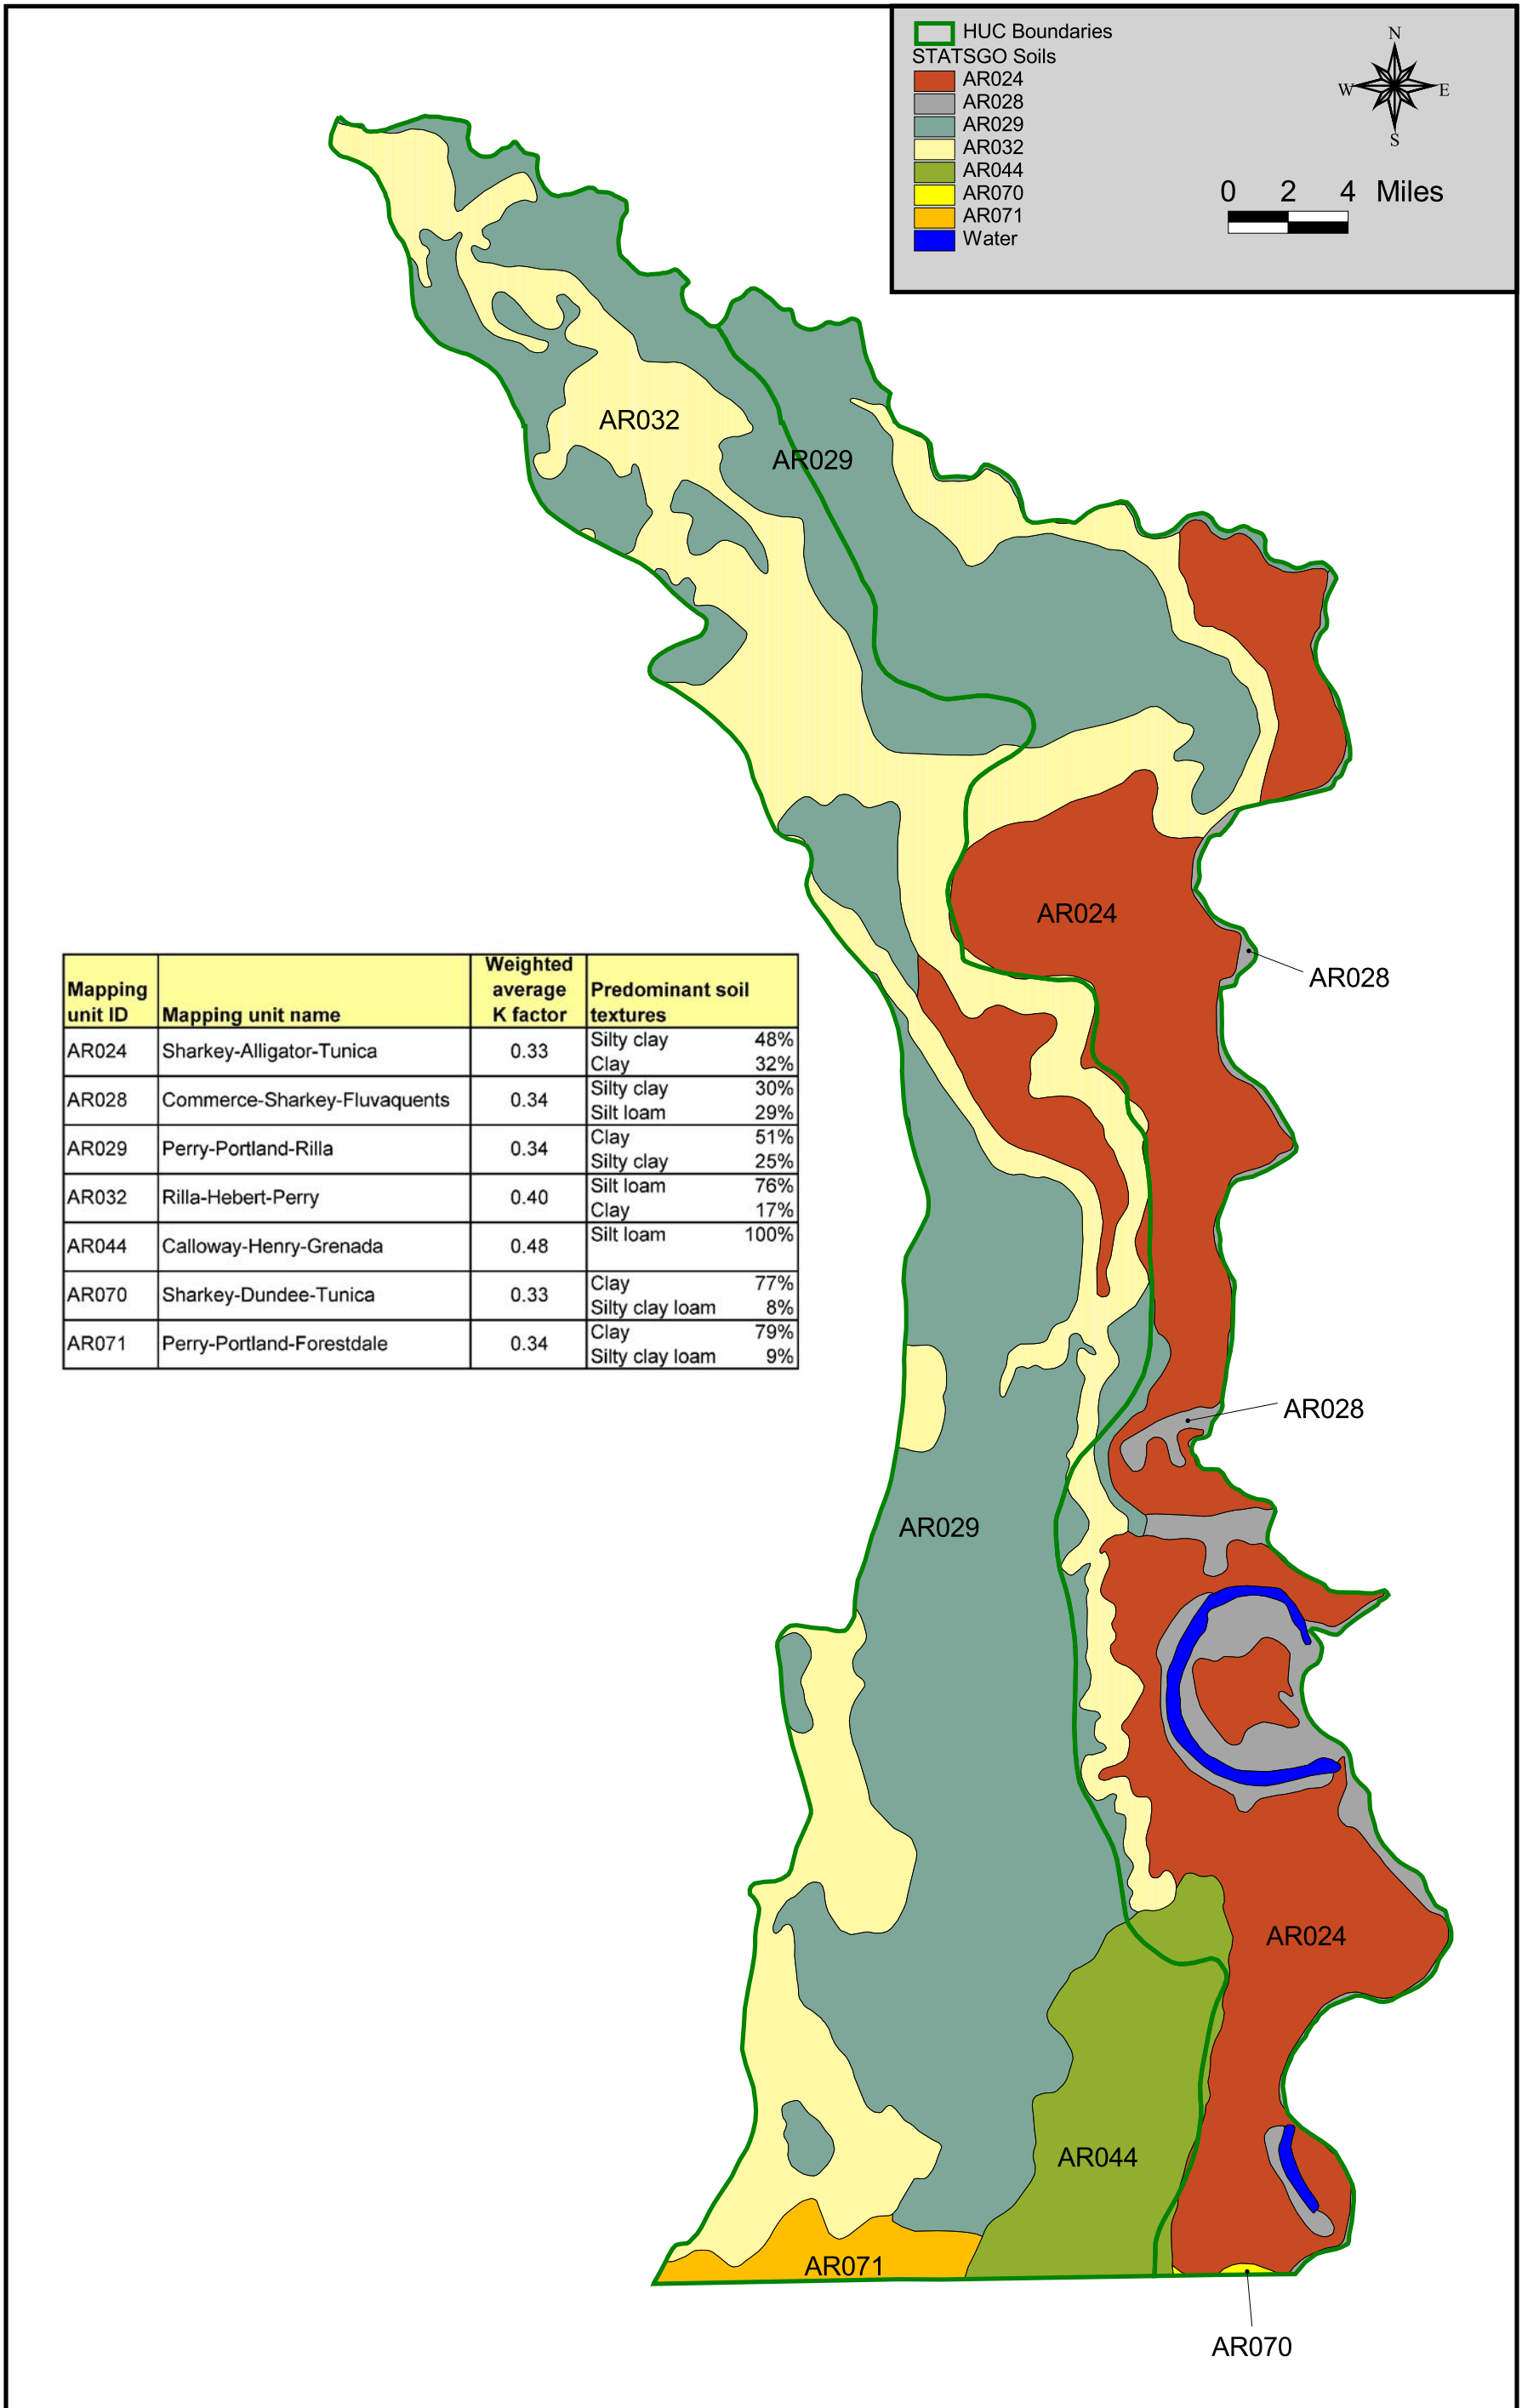 HUC Boundaries
STATSGO Soils
AR024
AR028
AR029
AR032
AR044
AR070
AR071
Water
N
W E
S
0 2 4 Miles
AR032
AR029
AR024
AR028
Mapping unit ID Mapping unit name Weighted average K factor Predominant soil textures
AR024 Sharkey-Alligator-Tunica 0.33 Silty clay 48%
Clay 32%
AR028 Commerce-Sharkey-Fluvaquents 0.34 Silty clay 30%
Silt loam 29%
AR029 Perry-Portland-Rilla 0.34 Clay 51%
Silty clay 25%
AR032 Rilla-Hebert-Perry 0.40 Silt loam 76%
Clay 17%
AR044 Calloway-Henry-Grenada 0.48 Silt loam 100%
AR070 Sharkey-Dundee-Tunica 0.33 Clay 77%
Silty clay loam 8%
AR071 Perry-Portland-Forestdale 0.34 Clay 79%
Silty clay loam 9%
AR028
AR029
AR024
AR044
AR071
AR070